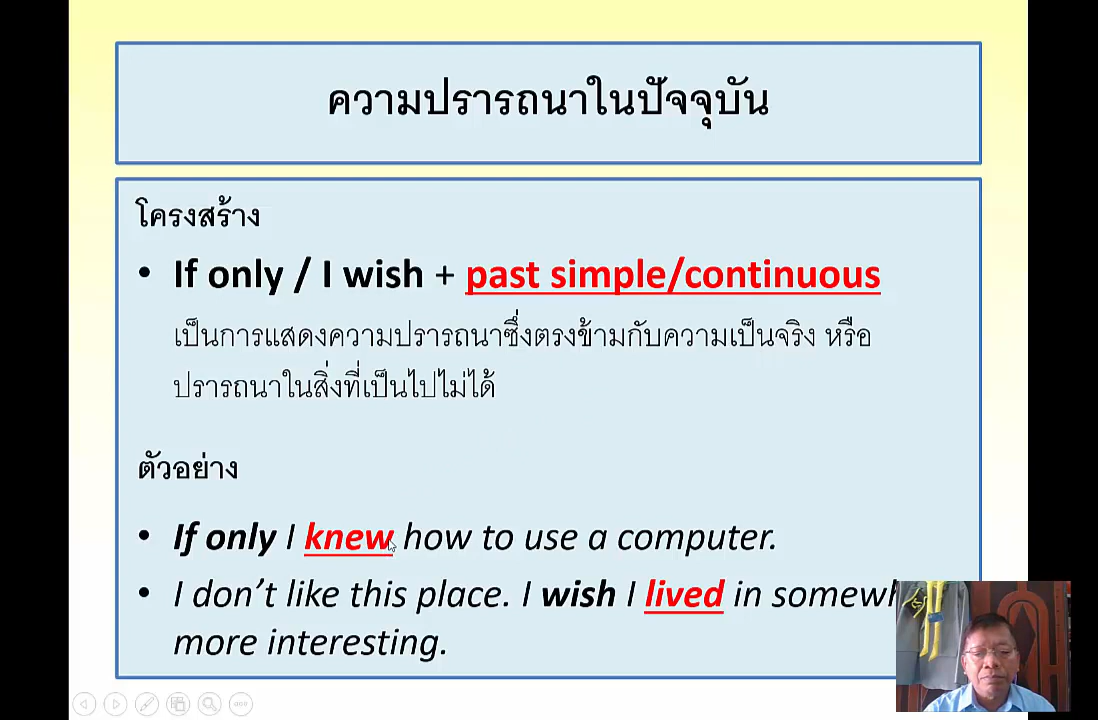 ความปรารถนาในปัจจุบัน
โครงสร้าง
• If only / I wish + past simple/continuous
เป็นการแสดงความปรารถนาซึ่งตรงข้ามกับความเป็นจริง หรือ
ปรารถนาในสิ่งที่เป็นไปไม่ได้
ตัวอย่าง
• If only I knew how to use a computer.
• I don’t like this place. I wish I lived in
more interesting.